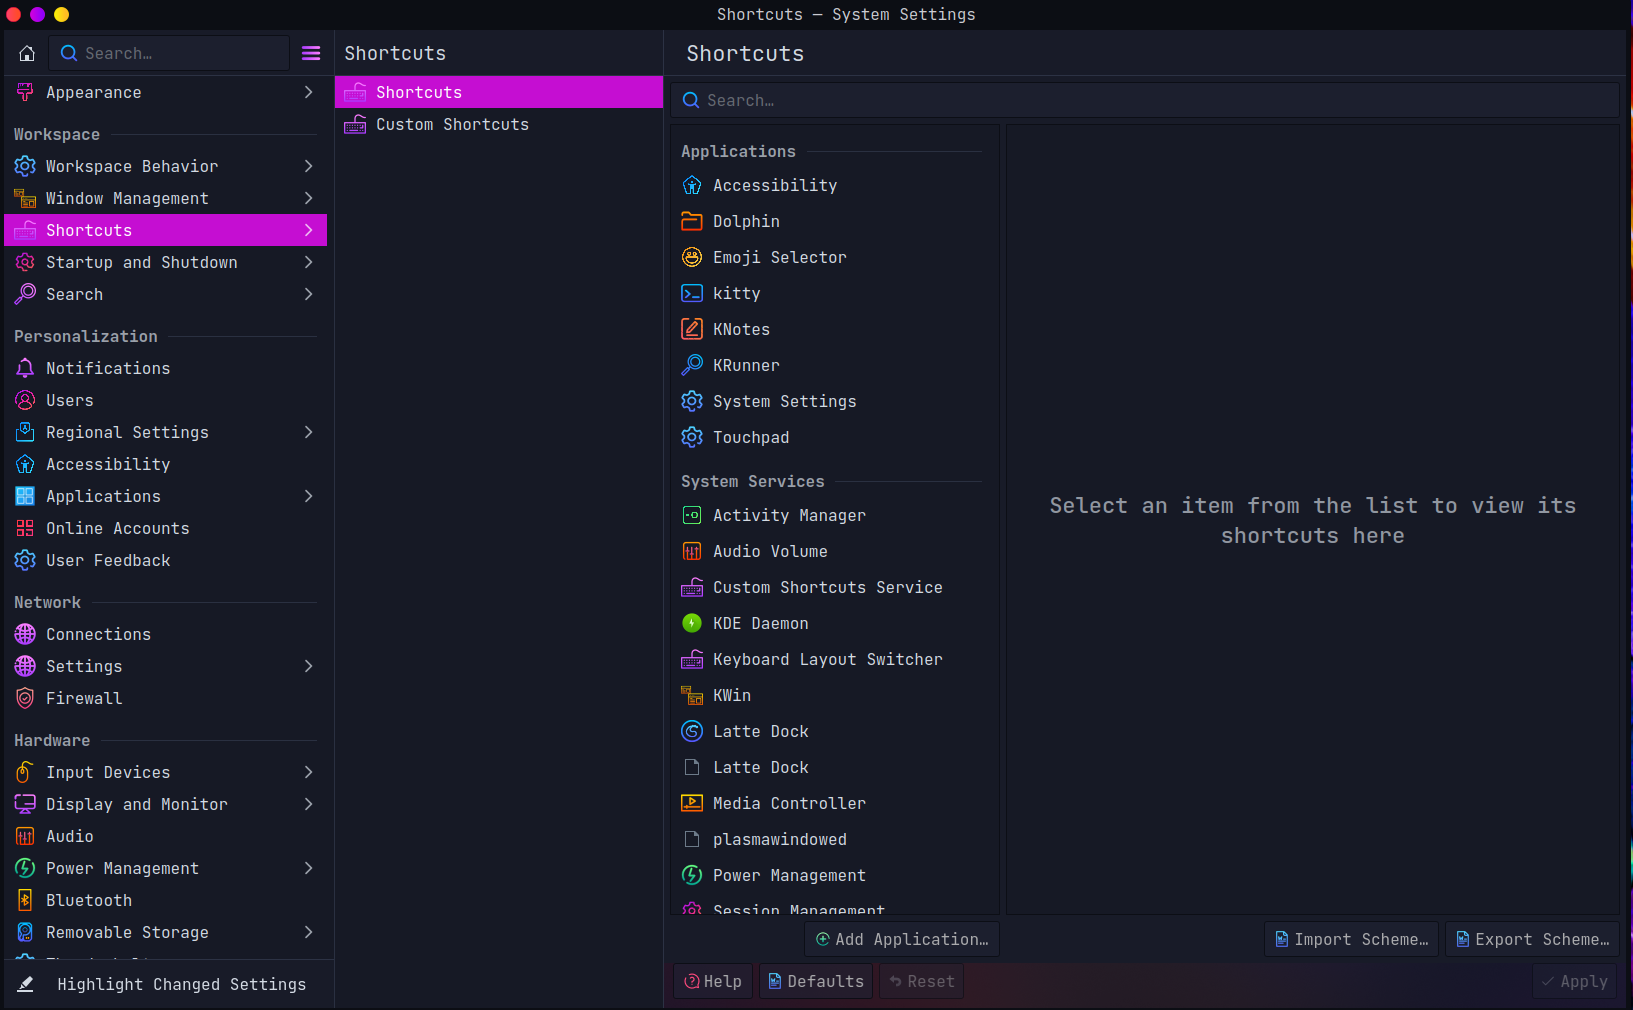 Shortcuts — System Settings
Search...
Appearance
Workspace
Workspace Behavior
Window Management
Shortcuts
Startup and Shutdown
Search
Personalization
Notifications
Users
Regional Settings
Accessibility
Applications
Online Accounts
User Feedback
Network
Connections
Settings
Firewall
Hardware
Input Devices
Display and Monitor
Audio
Power Management
Bluetooth
Removable Storage
Highlight Changed Settings
Shortcuts
Shortcuts
Custom Shortcuts
Shortcuts
Search...
Applications
Accessibility
Dolphin
Emoji Selector
kitty
KNotes
KRunner
System Settings
Touchpad
System Services
Activity Manager
Audio Volume
Custom Shortcuts Service
KDE Daemon
Keyboard Layout Switcher
KWin
Latte Dock
Latte Dock
Media Controller
plasmawindowed
Power Management
Session Management
Select an item from the list to view its
shortcuts here
Add Application...
Import Scheme...
Export Scheme...
Help
Defaults
Reset
Apply